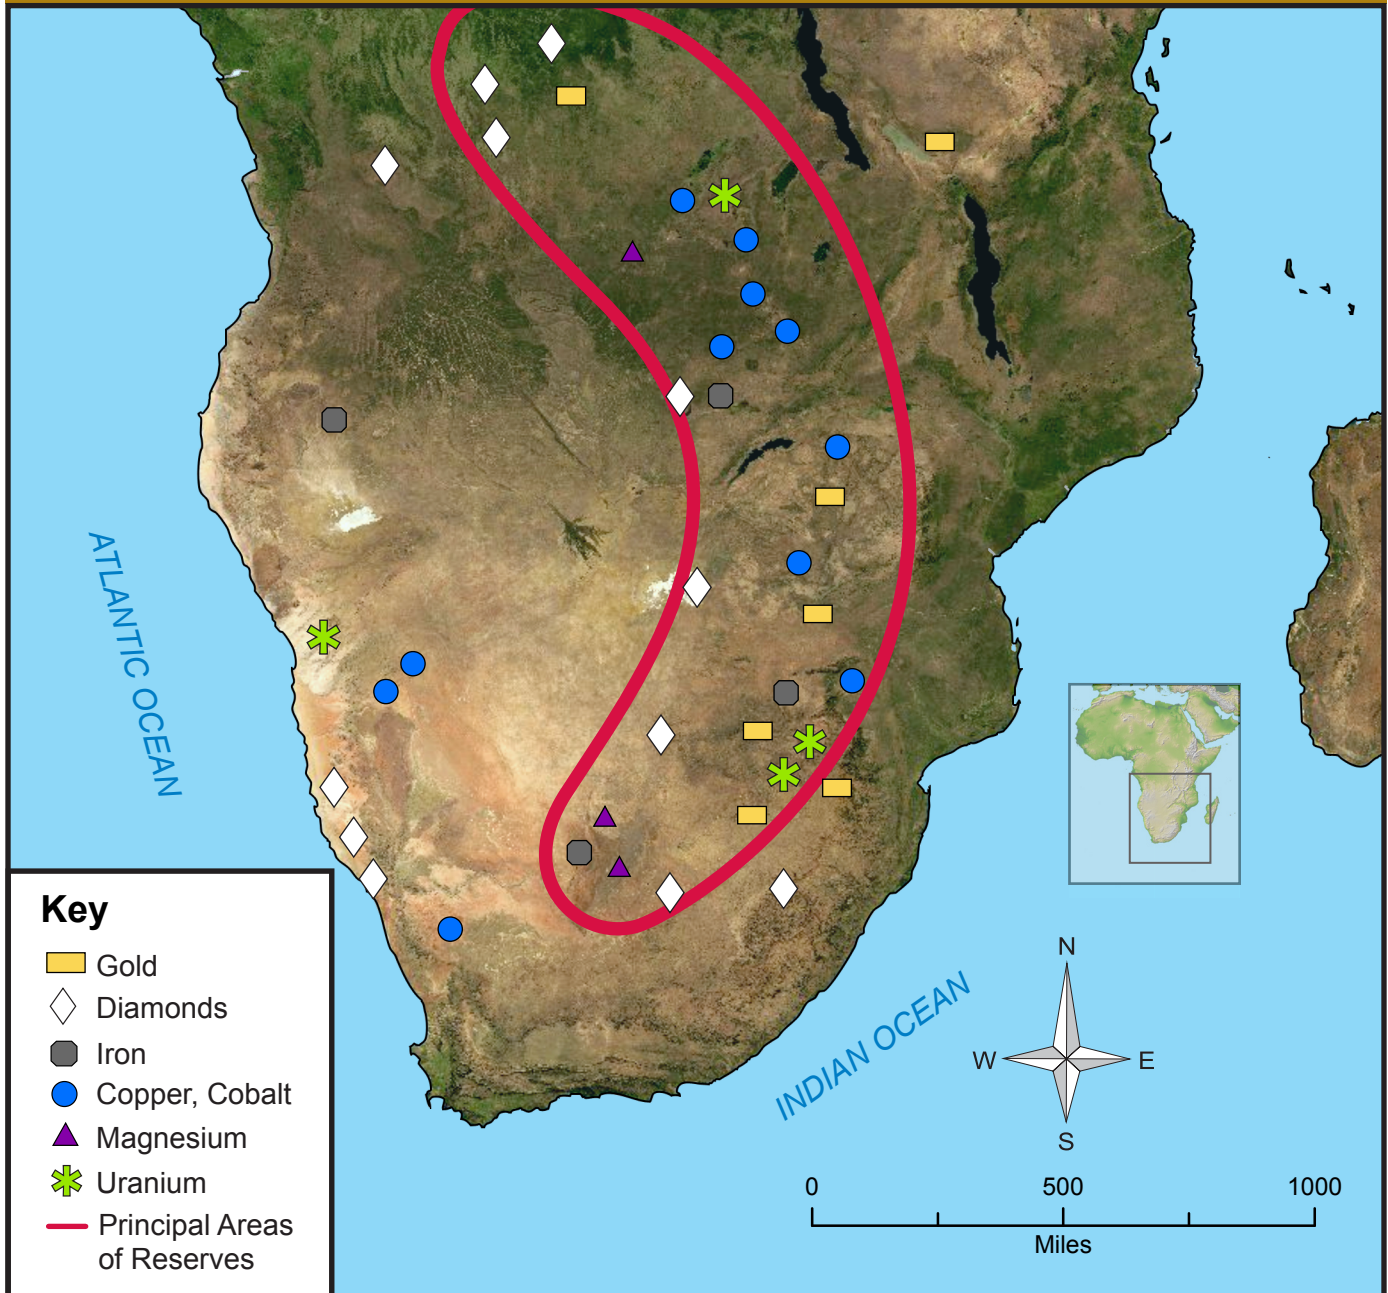 ATLANTIC OCEAN
INDIAN OCEAN
Key
Gold
Diamonds
Iron
Copper, Cobalt
Magnesium
Uranium
Principal Areas
of Reserves
N
W E
S
0 500 1000
Miles